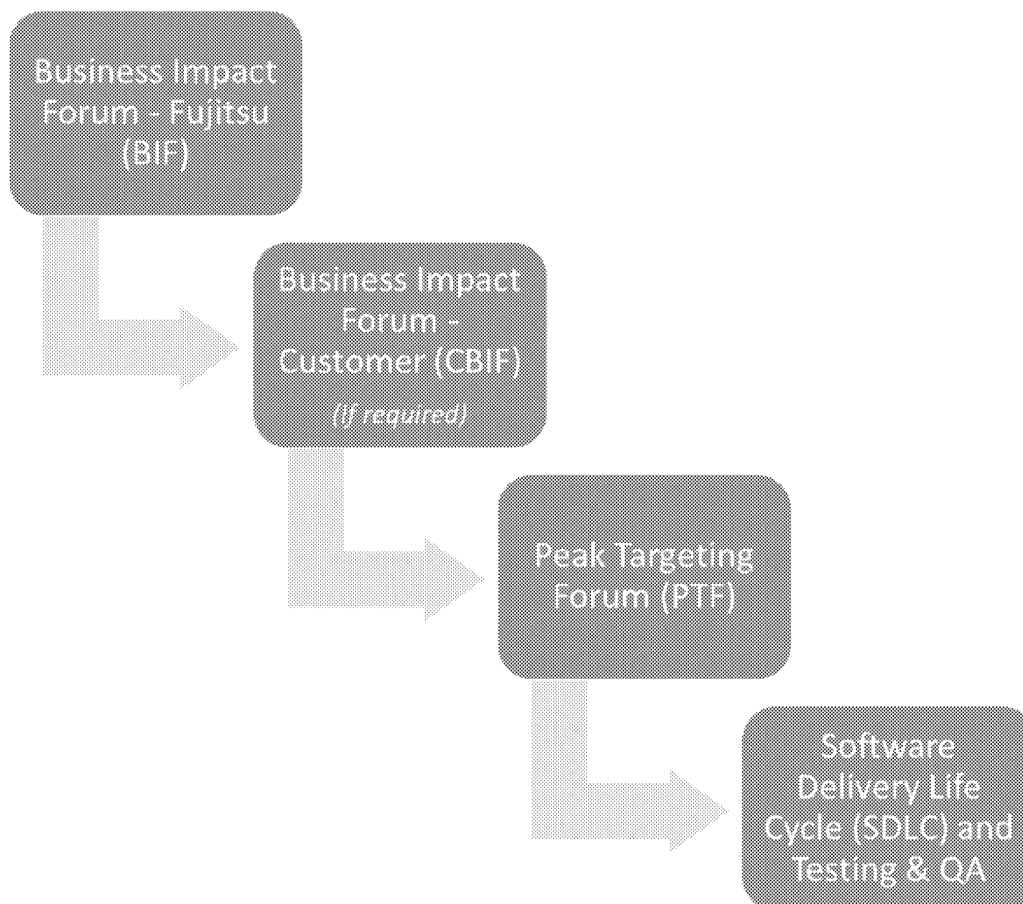 Business Impact
Forum - Fujitsu
(BIF)
Business Impact
Forum -
Customer (CBIF)
(if required)
Peak Targeting
Forum (PTF)
Software
Delivery Life
Cycle (SDLC) and
Testing & QA